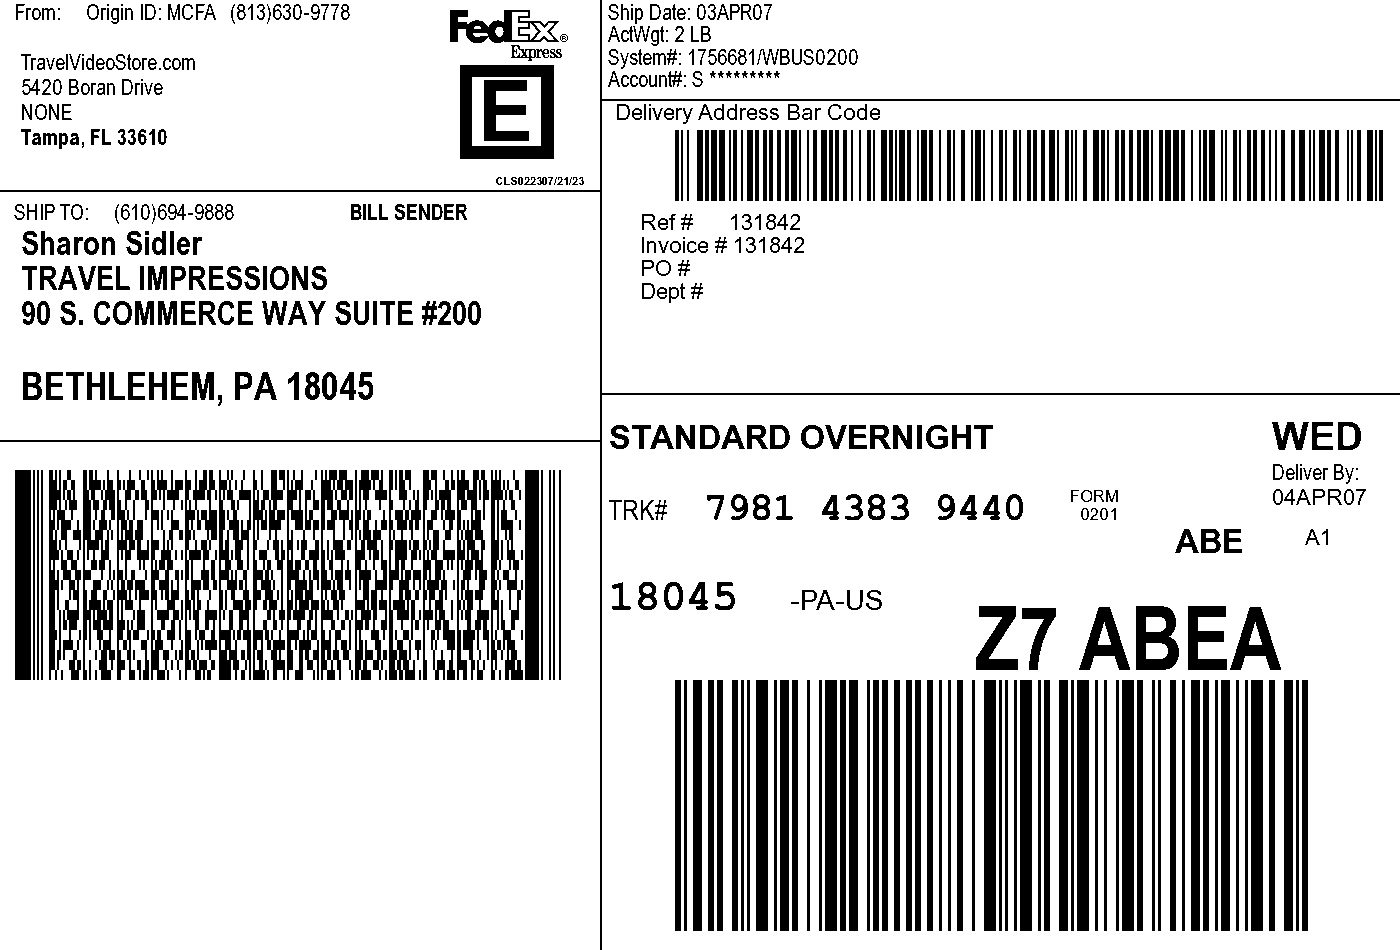 From: Origin ID: MCFA (813)630-9778
TravelVideoStore.com
5420 Boran Drive
NONE
Tampa, FL 33610
FedEx®
Express
E
CLS022307/21/23
Ship Date: 03APR07
ActWgt: 2 LB
System#: 1756681/WBUS0200
Account#: S *********
Delivery Address Bar Code
Ref # 131842
Invoice # 131842
PO #
Dept #
SHIP TO: (610)694-9888 BILL SENDER
Sharon Sidler
TRAVEL IMPRESSIONS
90 S. COMMERCE WAY SUITE #200
BETHLEHEM, PA 18045
STANDARD OVERNIGHT
WED
Deliver By:
04APR07
TRK# 7981 4383 9440 FORM
0201
ABE A1
18045 -PA-US
Z7 ABEA